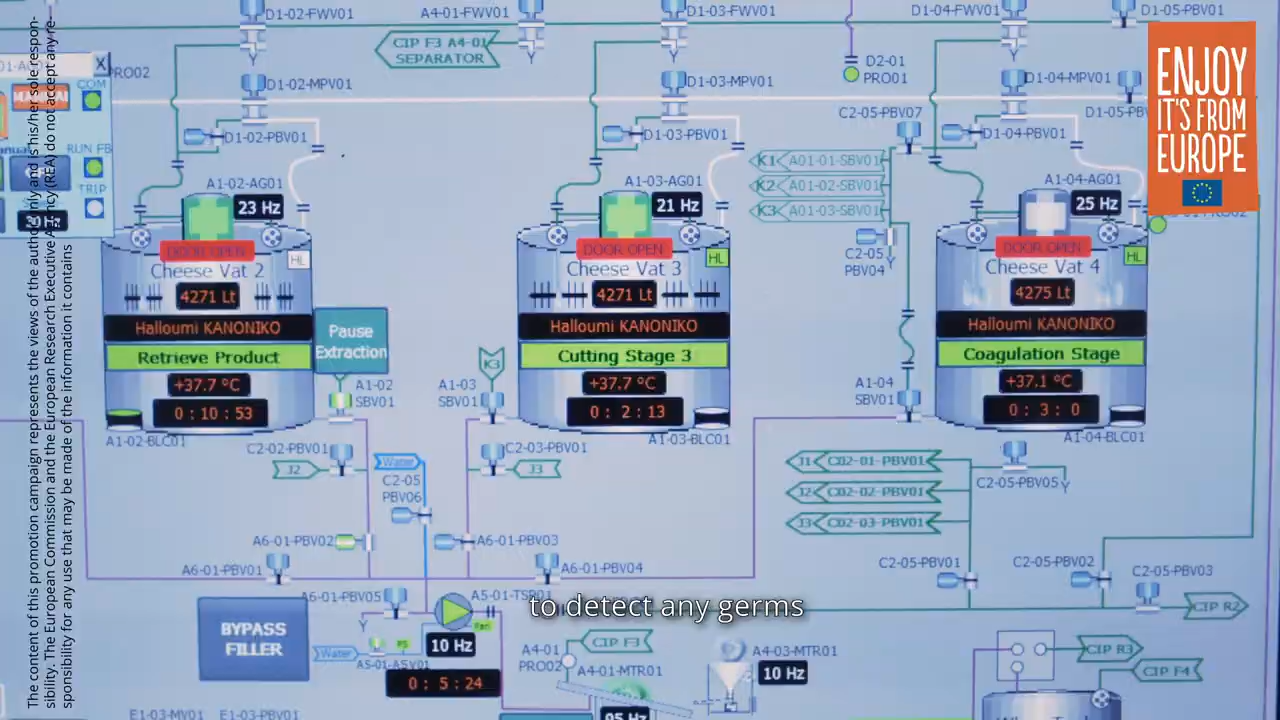 The content of this promotion campaign represents the views of the author only and is his/her sole respon-
sibility. The European Commission and the European Research Executive Agency (REA) do not accept any re-
sponsibility for any use that may be made of the information it contains
ENJOY
IT'S FROM
EUROPE
D1-02-FWV01
A4-01-FWV01
D1-03-FWV01
D1-04-FWV01
D1-05-PBV01
CIP F3 A4-01
SEPARATOR
X
PRO02
COM
RUN FB
TRIP
30 Hz
D2-01
PRO01
D1-02-MPV01
D1-03-MPV01
D1-04-MPV01
D1-02-PBV01
D1-03-PBV01
C2-05-PBV07
D1-04-PBV01
K1
A01-01-SBV01
K2
A01-02-SBV01
K3
A01-03-SBV01
C2-05
PBV04
A1-02-AG01
23 Hz
DOOR OPEN
HL
Cheese Vat 2
4271 Lt
Halloumi KANONIKO
Retrieve Product
+37.7 °C
0 : 10 : 53
A1-02-BLC01
Pause
Extraction
A1-02
SBV01
A1-03-AG01
21 Hz
DOOR OPEN
HL
Cheese Vat 3
4271 Lt
Halloumi KANONIKO
Cutting Stage 3
+37.7 °C
0 : 2 : 13
A1-03-BLC01
K3
A1-03
SBV01
A1-04-AG01
25 Hz
DOOR OPEN
HL
Cheese Vat 4
4275 Lt
Halloumi KANONIKO
Coagulation Stage
+37.1 °C
0 : 3 : 0
A1-04-BLC01
A1-04
SBV01
C2-02-PBV01
J2
Water
C2-05
PBV06
C2-03-PBV01
J3
J1
C02-01-PBV01
J2
C02-02-PBV01
J3
C02-03-PBV01
C2-05-PBV05
A6-01-PBV02
A6-01-PBV03
A6-01-PBV01
A6-01-PBV04
C2-05-PBV01
C2-05-PBV02
C2-05-PBV03
CIP R2
A6-01-PBV05
to detect any germs
BYPASS
FILLER
Water
A5-01-ASV01
10 Hz
0 : 5 : 24
A4-01
PRO02
CIP F3
A4-01-MTR01
95 Hz
A4-03-MTR01
10 Hz
CIP R3
CIP F4
E1-03-MV01
E1-03-PBV01